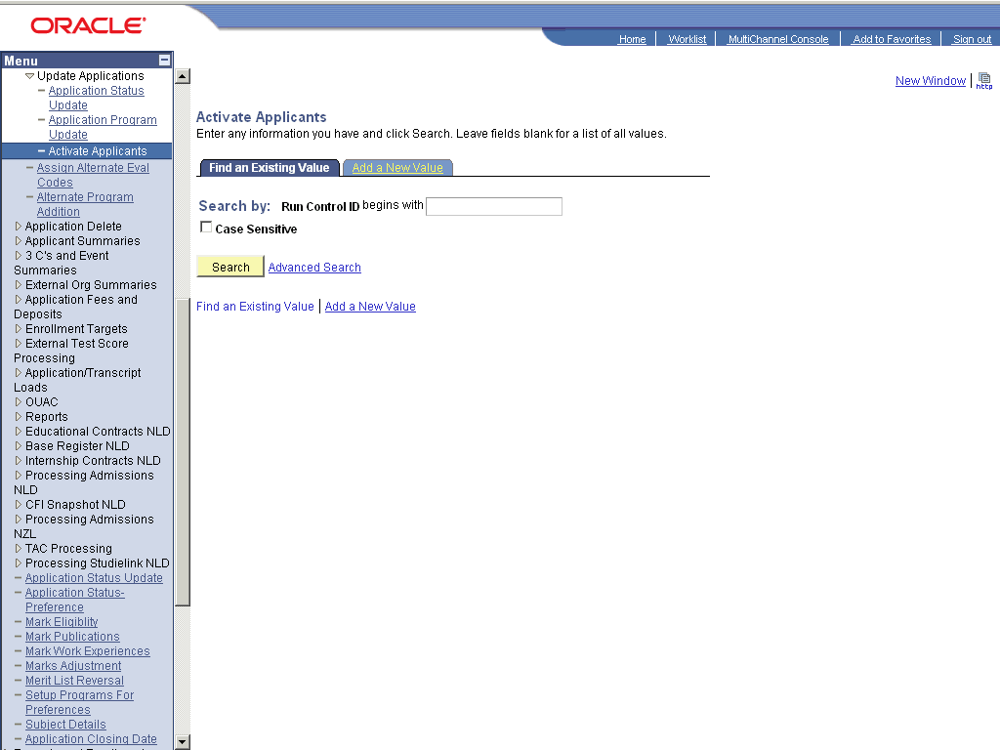 ORACLE®
Home
Worklist
MultiChannel Console
Add to Favorites
Sign out
Menu
Update Applications
Application Status
Update
Application Program
Update
Activate Applicants
Assign Alternate Eval
Codes
Alternate Program
Addition
Application Delete
Applicant Summaries
3 C's and Event
Summaries
External Org Summaries
Application Fees and
Deposits
Enrollment Targets
External Test Score
Processing
Application/Transcript
Loads
OUAC
Reports
Educational Contracts NLD
Base Register NLD
Internship Contracts NLD
Processing Admissions
NLD
CFI Snapshot NLD
Processing Admissions
NZL
TAC Processing
Processing Studielink NLD
Application Status Update
Application Status-
Preference
Mark Eligiblity
Mark Publications
Mark Work Experiences
Marks Adjustment
Merit List Reversal
Setup Programs For
Preferences
Subject Details
Application Closing Date
New Window
http
Activate Applicants
Enter any information you have and click Search. Leave fields blank for a list of all values.
Find an Existing Value
Add a New Value
Search by: Run Control ID begins with
Case Sensitive
Search
Advanced Search
Find an Existing Value | Add a New Value